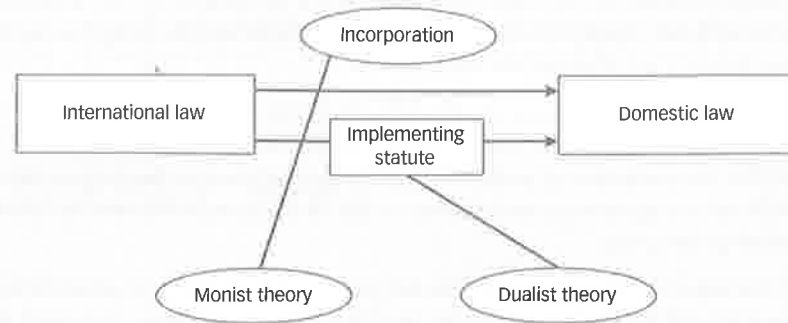 Incorporation
International law
Domestic law
Implementing
statute
Monist theory
Dualist theory